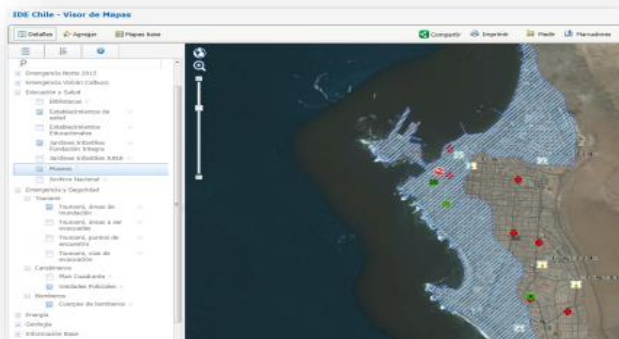 IDE Chile - Visor de Mapas
Detalles
Agregar
Mapas base
Compartir
Imprimir
Medir
Marcadores
Emergencia Norte 2015
Emergencia Volcán Calbuco
Educación y Salud
Bibliotecas
Establecimientos de
salud
Establecimientos
Educacionales
Jardines Infantiles
Fundación Integra
Jardines Infantiles JUNJI
Museos
Archivo Nacional
Emergencia y Seguridad
Tsunami
Tsunami, áreas de
inundación
Tsunami, áreas a ser
evacuadas
Tsunami, puntos de
encuentro
Tsunami, vías de
evacuación
Carabineros
Plan Cuadrante
Unidades Policiales
Bomberos
Cuerpos de bomberos
Energía
Geología
Información Base